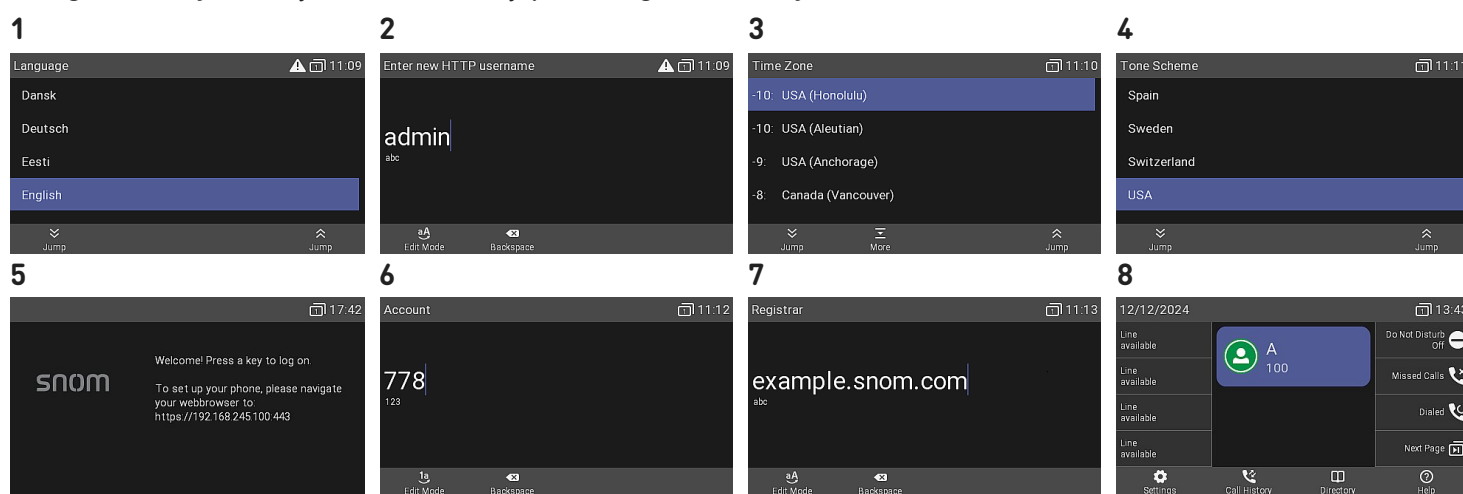 1
Language 11:09
Dansk
Deutsch
Eesti
English
Jump Jump
2
Enter new HTTP username 11:09
admin
abc
Edit Mode Backspace
3
Time Zone 11:10
-10: USA (Honolulu)
-10: USA (Aleutian)
-9: USA (Anchorage)
-8: Canada (Vancouver)
Jump More Jump
4
Tone Scheme
Spain
Sweden
Switzerland
USA
Jump Jump
5
17:42
snom
Welcome! Press a key to log on.
To set up your phone, please navigate
your webbrowser to:
https://192.168.245.100:443
6
Account 11:12
778
123
Edit Mode Backspace
7
Registrar 11:13
example.snom.com
abc
Edit Mode Backspace
8
12/12/2024 13:43
Line
available
Line
available
Line
available
Line
available
A
100
Do Not Disturb
Off
Missed Calls
Dialed
Next Page
Settings Call History Directory Help